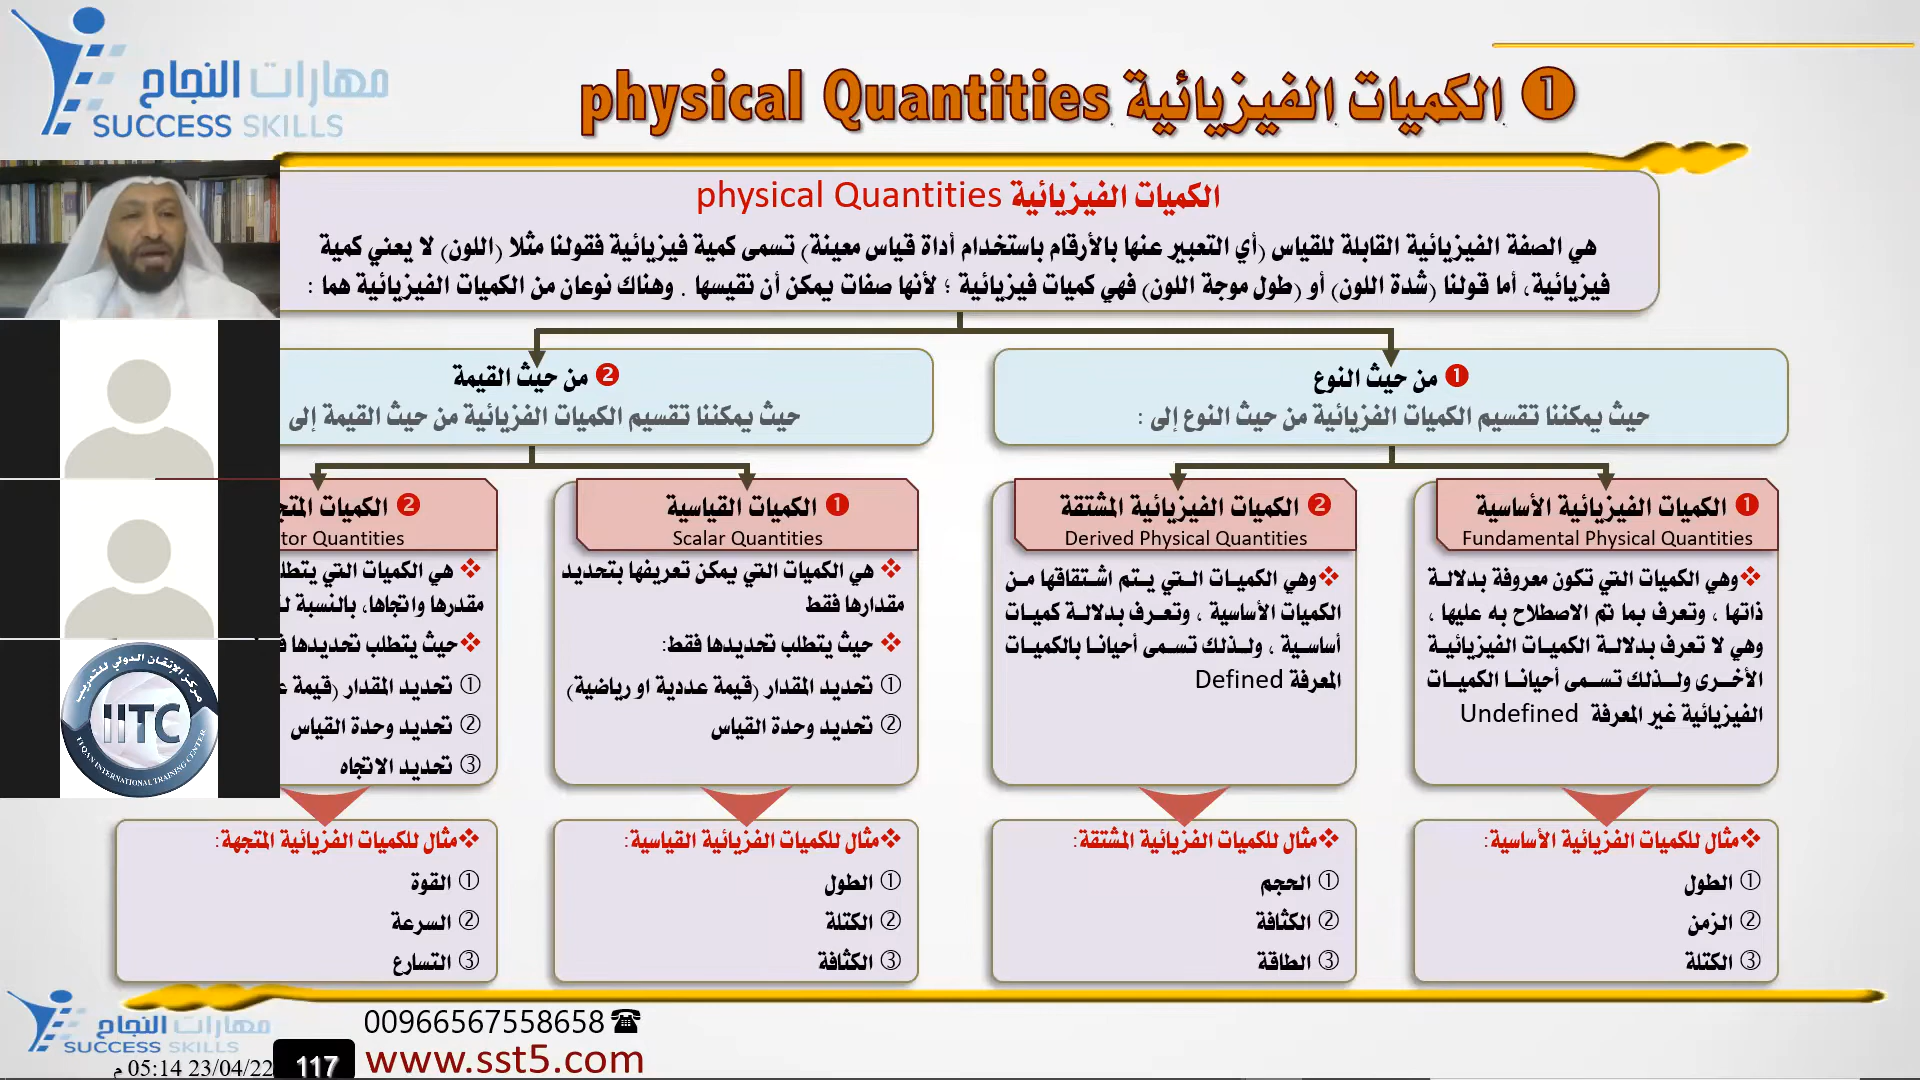 مهارات النجاح
SUCCESS SKILLS
❶ الكميات الفيزيائية physical Quantities
الكميات الفيزيائية physical Quantities
هي الصفة الفيزيائية القابلة للقياس (أي التعبير عنها بالأرقام باستخدام أداة قياس معينة) تسمى كمية فيزيائية فقولنا مثلا (اللون) لا يعني كمية
فيزيائية، أما قولنا (شدة اللون) أو (طول موجة اللون) فهي كميات فيزيائية ؛ لأنها صفات يمكن أن نقيسها . وهناك نوعان من الكميات الفيزيائية هما :
❶ من حيث النوع
حيث يمكننا تقسيم الكميات الفزيائية من حيث النوع إلى :
❷ من حيث القيمة
حيث يمكننا تقسيم الكميات الفزيائية من حيث القيمة إلى
❶ الكميات الفيزيائية الأساسية
Fundamental Physical Quantities
❖وهي الكميات التي تكون معروفة بدلالة
ذاتها ، وتعرف بما تم الاصطلاح به عليها ،
وهي لا تعرف بدلالة الكميات الفيزيائية
الأخرى ولذلك تسمى أحيانا الكميات
الفيزيائية غير المعرفة Undefined
❖مثال للكميات الفزيائية الأساسية:
① الطول
② الزمن
③ الكتلة
❷ الكميات الفيزيائية المشتقة
Derived Physical Quantities
❖وهي الكميات التي يتم اشتقاقها من
الكميات الأساسية ، وتعرف بدلالة كميات
أساسية ، ولذلك تسمى أحيانا بالكميات
المعرفة Defined
❖مثال للكميات الفزيائية المشتقة:
① الحجم
② الكثافة
③ الطاقة
❶ الكميات القياسية
Scalar Quantities
❖ هي الكميات التي يمكن تعريفها بتحديد
مقدارها فقط
❖ حيث يتطلب تحديدها فقط:
① تحديد المقدار (قيمة عددية او رياضية)
② تحديد وحدة القياس
❖مثال للكميات الفزيائية القياسية:
① الطول
② الكتلة
③ الكثافة
❷ الكميات المتج
tor Quantities
❖ هي الكميات التي يتطل
مقدرها واتجاها، بالنسبة ل
❖حيث يتطلب تحديدها ف
① تحديد المقدار (قيمة ع
② تحديد وحدة القياس
③ تحديد الاتجاه
❖مثال للكميات الفزيائية المتجهة:
① القوة
② السرعة
③ التسارع
مركز الإتقان الدولي للتدريب
IITC
ITQAN INTERNATIONAL TRAINING CENTER
مهارات النجاح
SUCCESS SKILLS
00966567558658 ☎
www.sst5.com
117
23/04/22 05:14 م